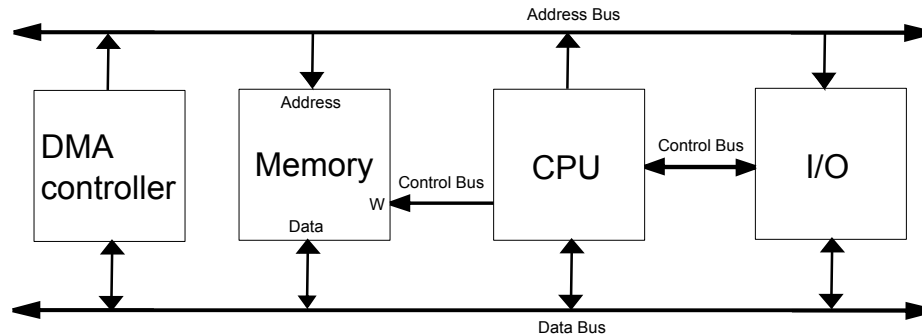 Address Bus
DMA
controller
Address
Memory
W
Data
Control Bus
CPU
Control Bus
I/O
Data Bus